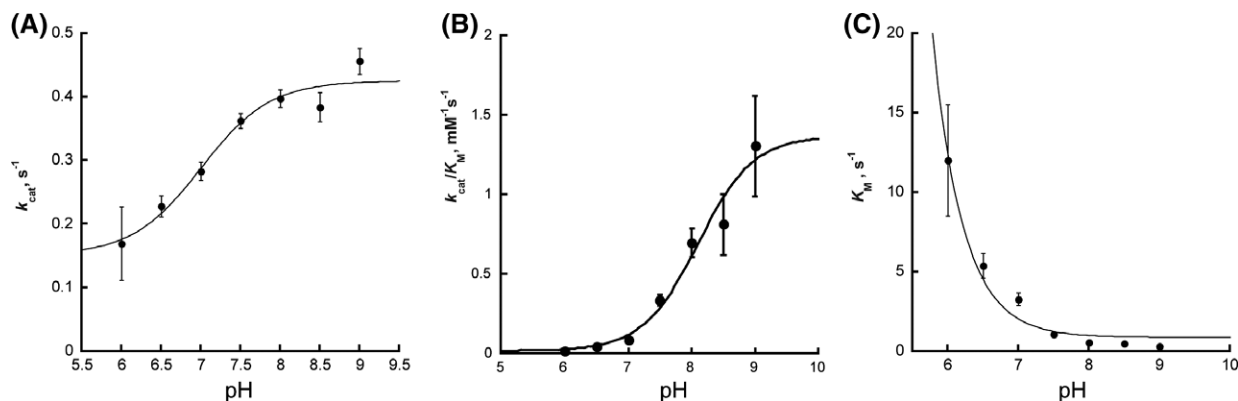 (A)
0.5
0.4
0.3
0.2
0.1
0
k_cat, s⁻¹
5.5 6 6.5 7 7.5 8 8.5 9 9.5
pH
(B)
2
1.5
1
0.5
0
k_cat/K_M, mM⁻¹s⁻¹
5 6 7 8 9 10
pH
(C)
20
15
10
5
0
K_M , s⁻¹
6 7 8 9 10
pH